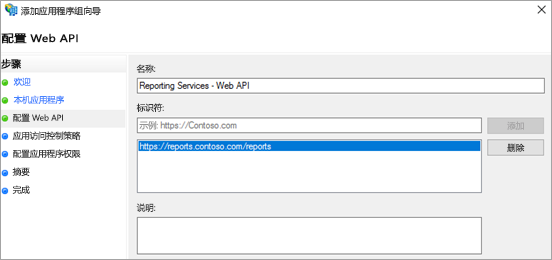 添加应用程序组向导
配置 Web API
步骤
欢迎
本机应用程序
配置 Web API
应用访问控制策略
配置应用程序权限
摘要
完成
名称:
Reporting Services - Web API
标识符:
示例: https://Contoso.com
添加
https://reports.contoso.com/reports
删除
说明: